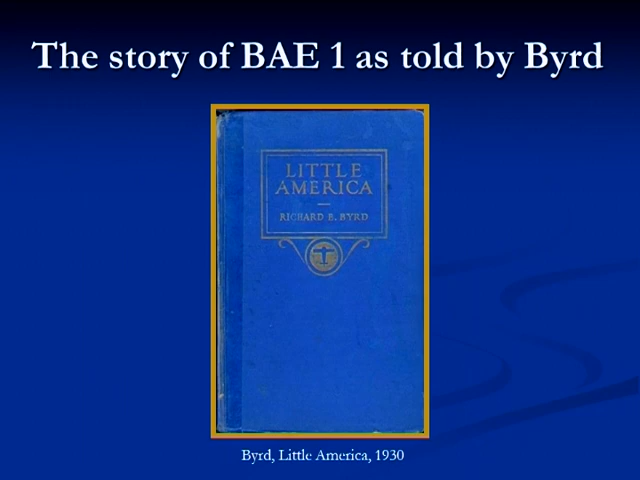 The story of BAE 1 as told by Byrd
LITTLE
AMERICA
RICHARD E. BYRD
Byrd, Little America, 1930